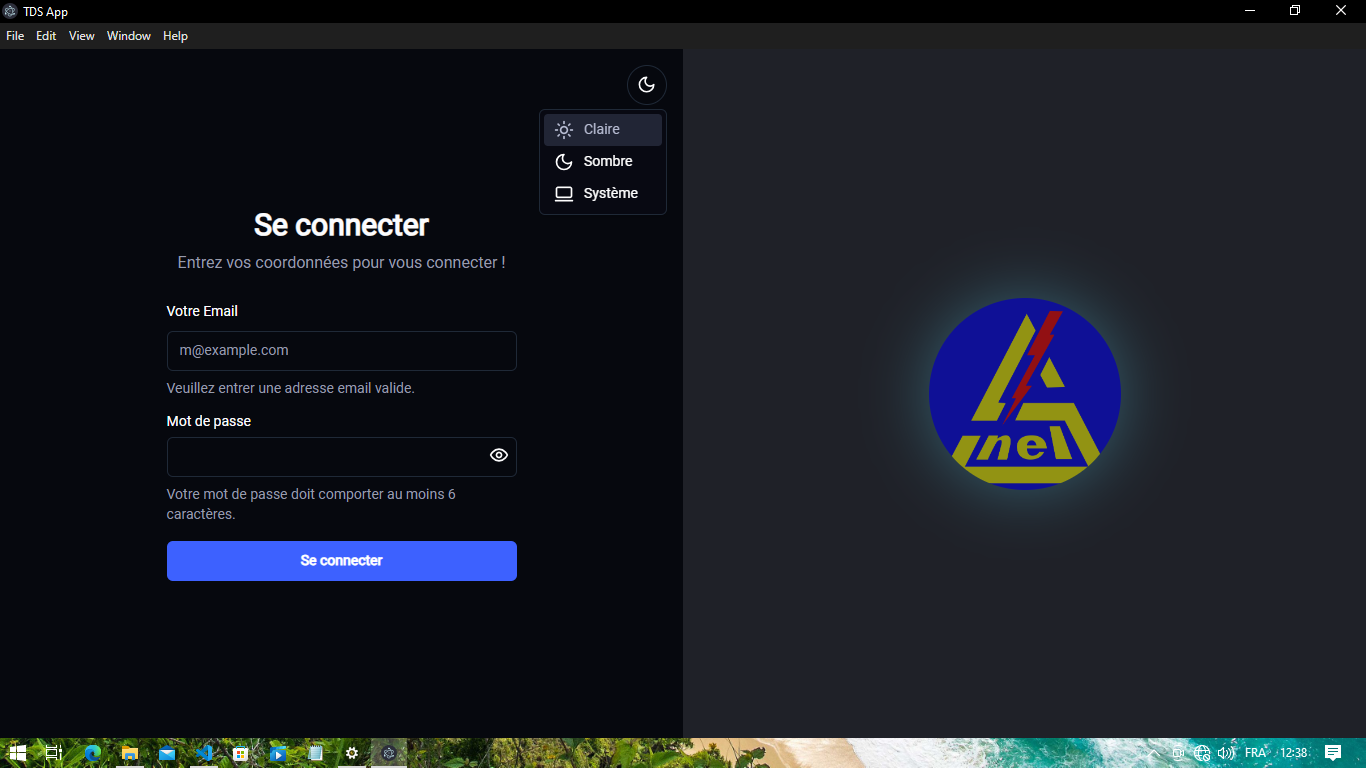 TDS App
File Edit View Window Help
Claire
Sombre
Système
Se connecter
Entrez vos coordonnées pour vous connecter !
Votre Email
m@example.com
Veuillez entrer une adresse email valide.
Mot de passe
Votre mot de passe doit comporter au moins 6
caractères.
Se connecter
nel
FRA 12:38